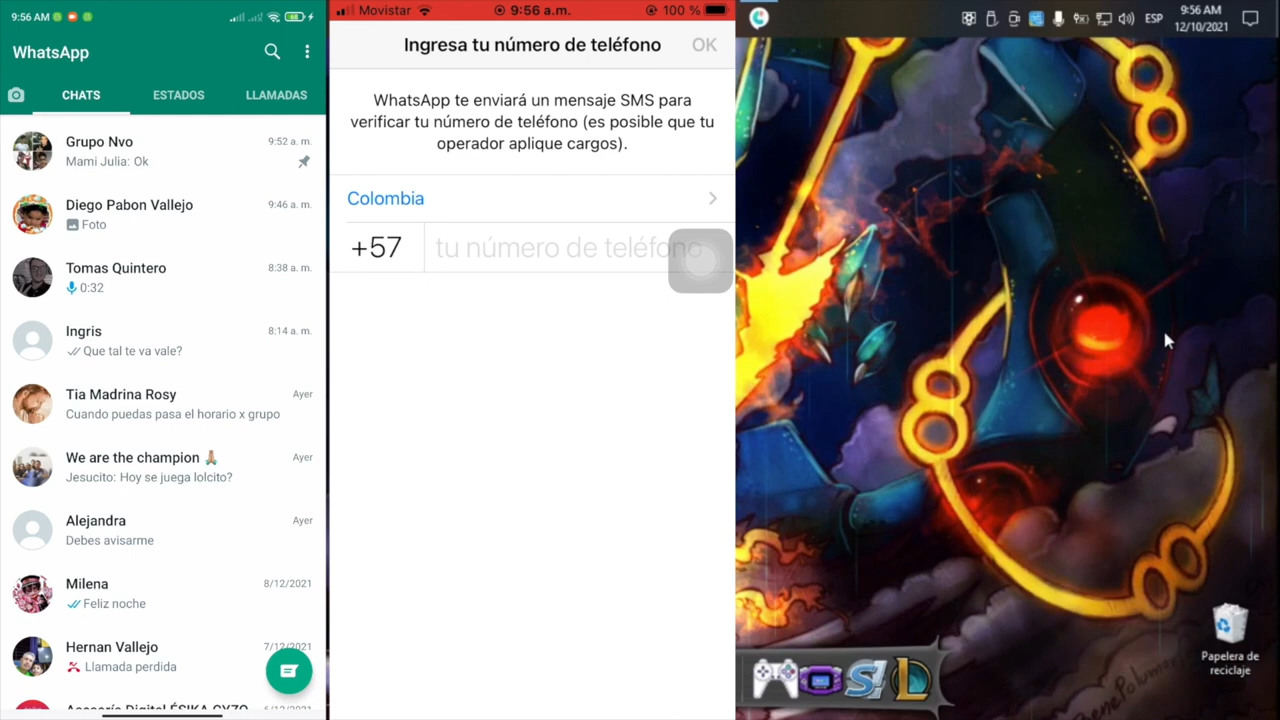 9:56 AM
WhatsApp
CHATS
ESTADOS
LLAMADAS
Grupo Nvo
9:52 a. m.
Mami Julia: Ok
Diego Pabon Vallejo
9:46 a. m.
Foto
Tomas Quintero
8:38 a. m.
0:32
Ingris
8:14 a. m.
Que tal te va vale?
Tia Madrina Rosy
Ayer
Cuando puedas pasa el horario x grupo
We are the champion 🙏🏼
Ayer
Jesucito: Hoy se juega lolcito?
Alejandra
Ayer
Debes avisarme
Milena
8/12/2021
Feliz noche
Hernan Vallejo
7/12/2021
Llamada perdida
Movistar
9:56 a.m.
100 %
Ingresa tu número de teléfono
OK
WhatsApp te enviará un mensaje SMS para
verificar tu número de teléfono (es posible que tu
operador aplique cargos).
Colombia
+57
tu número de teléfono
ESP
9:56 AM
12/10/2021
Papelera de
reciclaje